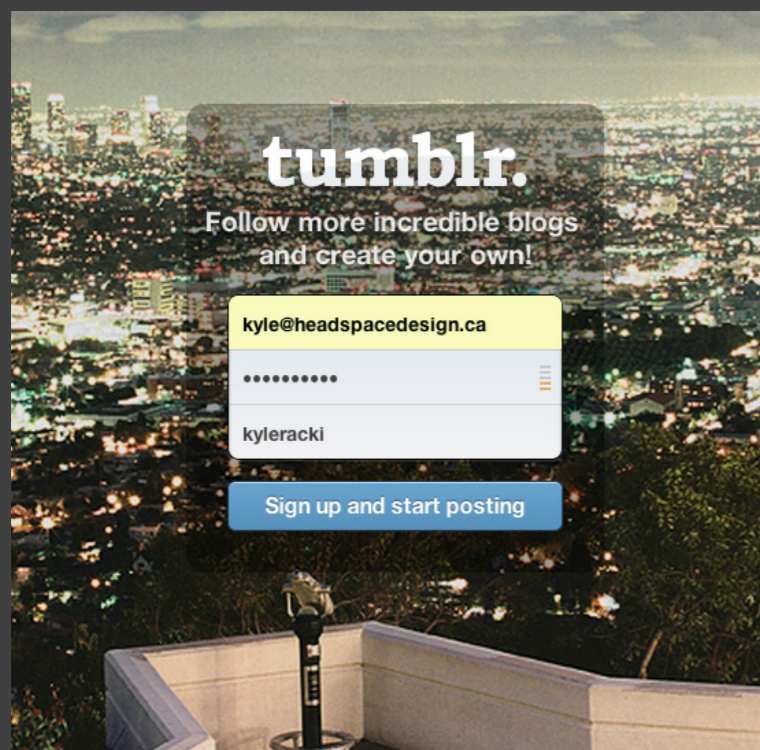 tumblr.
Follow more incredible blogs
and create your own!
kyle@headspacedesign.ca
••••••••••
kyleracki
Sign up and start posting